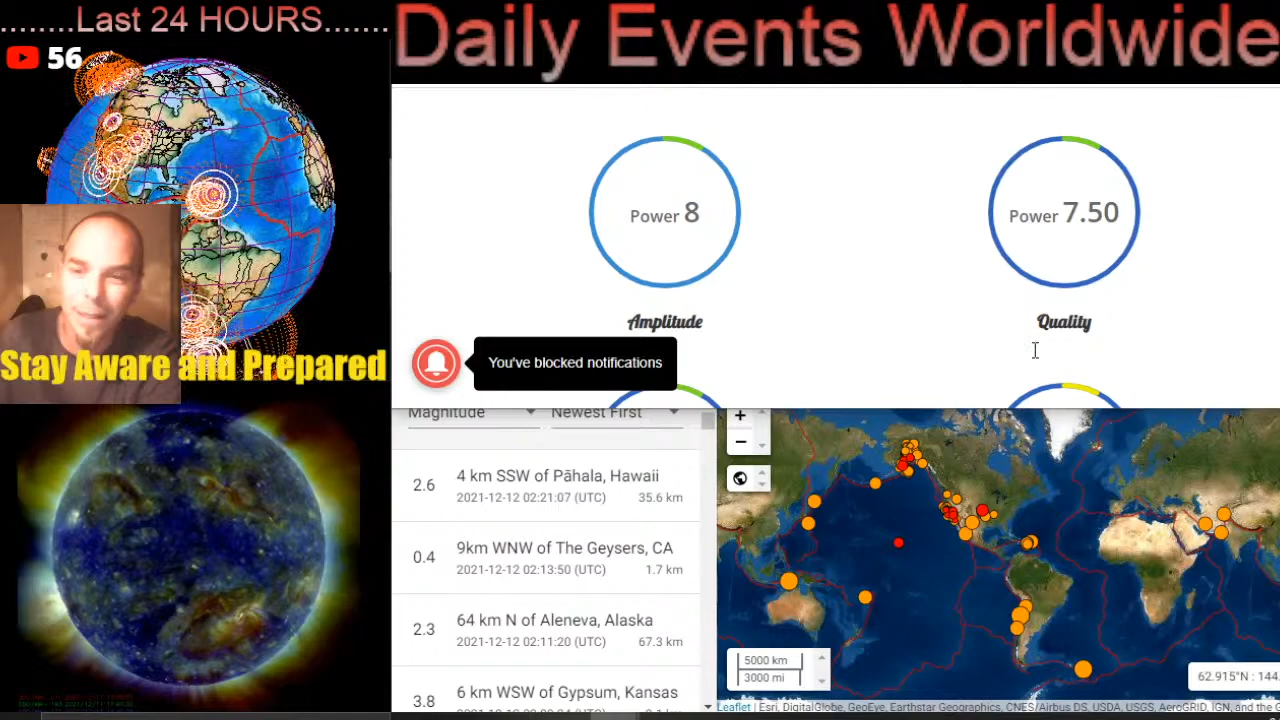 ........Last 24 HOURS.......
56
Daily Events Worldwide
Power 8
Power 7.50
Amplitude
Quality
You've blocked notifications
Stay Aware and Prepared
Magnitude
Newest First
2.6
4 km SSW of Pāhala, Hawaii
2021-12-12 02:21:07 (UTC)
35.6 km
0.4
9km WNW of The Geysers, CA
2021-12-12 02:13:50 (UTC)
1.7 km
2.3
64 km N of Aleneva, Alaska
2021-12-12 02:11:20 (UTC)
67.3 km
3.8
6 km WSW of Gypsum, Kansas
+
−
5000 km
3000 mi
62.915°N : 144.
Leaflet | Esri, DigitalGlobe, GeoEye, Earthstar Geographics, CNES/Airbus DS, USDA, USGS, AeroGRID, IGN, and the G